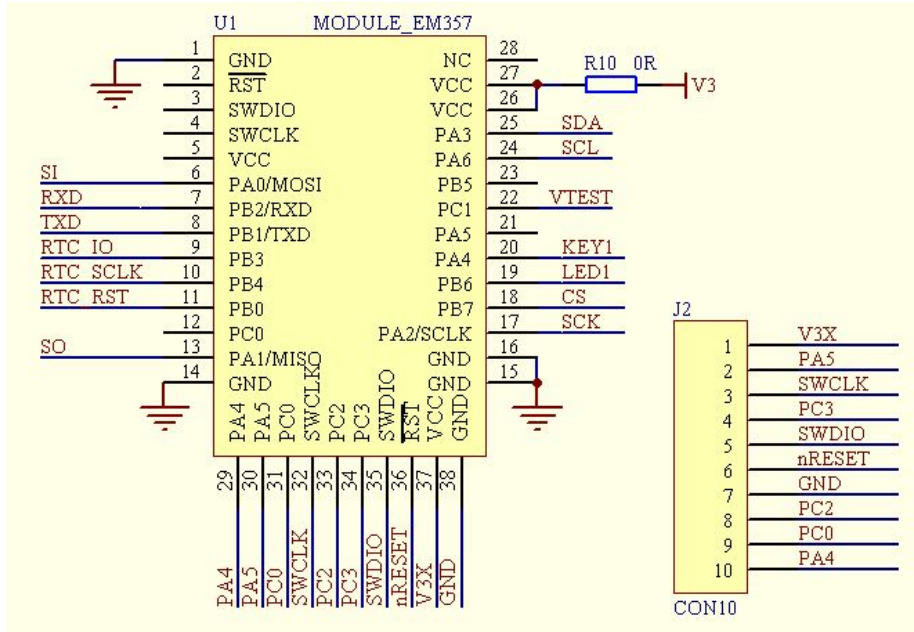 U1 MODULE_EM357
1 GND NC 28
2 RST VCC 27 R10 0R V3
3 SWDIO VCC 26
4 SWCLK PA3 25 SDA
5 VCC PA6 24 SCL
SI 6 PA0/MOSI PB5 23
RXD 7 PB2/RXD PC1 22 VTEST
TXD 8 PB1/TXD PA5 21
RTC IO 9 PB3 PA4 20 KEY1
RTC SCLK 10 PB4 PB6 19 LED1
RTC RST 11 PB0 PB7 18 CS
12 PC0 PA2/SCLK 17 SCK
SO 13 PA1/MISO GND 16
14 GND GND 15
PA4 PA5 PC0 SWCLK PC2 PC3 SWDIO RST VCC GND
29 30 31 32 33 34 35 36 37 38
PA4 PA5 PC0 SWCLK PC2 PC3 SWDIO nRESET V3X GND
J2
1 V3X
2 PA5
3 SWCLK
4 PC3
5 SWDIO
6 nRESET
7 GND
8 PC2
9 PC0
10 PA4
CON10